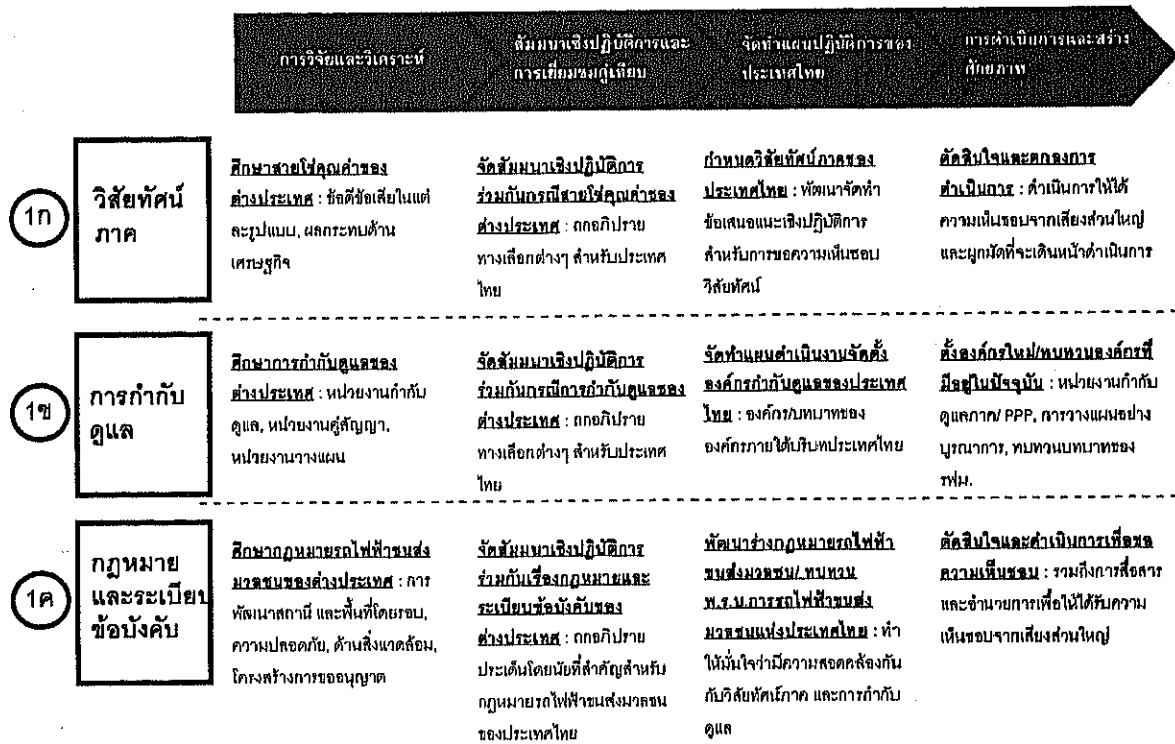 การวิจัยและวิเคราะห์
สัมมนาเชิงปฏิบัติการและ
การเยี่ยมชมคู่เทียบ
จัดทำแผนปฏิบัติการของ
ประเทศไทย
การดำเนินการและสร้าง
ศักยภาพ
1ก
วิสัยทัศน์
ภาค
ศึกษาสายโซ่คุณค่าของ
ต่างประเทศ : ข้อดีข้อเสียในแต่
ละรูปแบบ, ผลกระทบด้าน
เศรษฐกิจ
จัดสัมมนาเชิงปฏิบัติการ
ร่วมกันกรณีสายโซ่คุณค่าของ
ต่างประเทศ : ถกอภิปราย
ทางเลือกต่างๆ สำหรับประเทศ
ไทย
กำหนดวิสัยทัศน์ภาคของ
ประเทศไทย : พัฒนาจัดทำ
ข้อเสนอแนะเชิงปฏิบัติการ
สำหรับการขอความเห็นชอบ
วิสัยทัศน์
ตัดสินใจและตกลงการ
ดำเนินการ : ดำเนินการให้ได้
ความเห็นชอบจากเสียงส่วนใหญ่
และผูกมัดที่จะเดินหน้าดำเนินการ
1ข
การกำกับ
ดูแล
ศึกษาการกำกับดูแลของ
ต่างประเทศ : หน่วยงานกำกับ
ดูแล, หน่วยงานคู่สัญญา,
หน่วยงานวางแผน
จัดสัมมนาเชิงปฏิบัติการ
ร่วมกันกรณีการกำกับดูแลของ
ต่างประเทศ : ถกอภิปราย
ทางเลือกต่างๆ สำหรับประเทศ
ไทย
จัดทำแผนดำเนินงานจัดตั้ง
องค์กรกำกับดูแลของประเทศ
ไทย : องค์กร/บทบาทของ
องค์กรภายใต้บริบทประเทศไทย
ตั้งองค์กรใหม่/ทบทวนองค์กรที่
มีอยู่ในปัจจุบัน : หน่วยงานกำกับ
ดูแลภาค/ PPP, การวางแผนอย่าง
บูรณาการ, ทบทวนบทบาทของ
รฟม.
1ค
กฎหมาย
และระเบียบ
ข้อบังคับ
ศึกษากฎหมายรถไฟฟ้าขนส่ง
มวลชนของต่างประเทศ : การ
พัฒนาสถานี และพื้นที่โดยรอบ,
ความปลอดภัย, ด้านสิ่งแวดล้อม,
โครงสร้างการขออนุญาต
จัดสัมมนาเชิงปฏิบัติการ
ร่วมกันเรื่องกฎหมายและ
ระเบียบข้อบังคับของ
ต่างประเทศ : ถกอภิปราย
ประเด็นโดยนัยที่สำคัญสำหรับ
กฎหมายรถไฟฟ้าขนส่งมวลชน
ของประเทศไทย
พัฒนาร่างกฎหมายรถไฟฟ้า
ขนส่งมวลชน/ ทบทวน
พ.ร.บ.การรถไฟฟ้าขนส่ง
มวลชนแห่งประเทศไทย : ทำ
ให้มั่นใจว่ามีความสอดคล้องกัน
กับวิสัยทัศน์ภาค และการกำกับ
ดูแล
ตัดสินใจและดำเนินการเพื่อขอ
ความเห็นชอบ : รวมถึงการสื่อสาร
และอำนวยการเพื่อให้ได้รับความ
เห็นชอบจากเสียงส่วนใหญ่